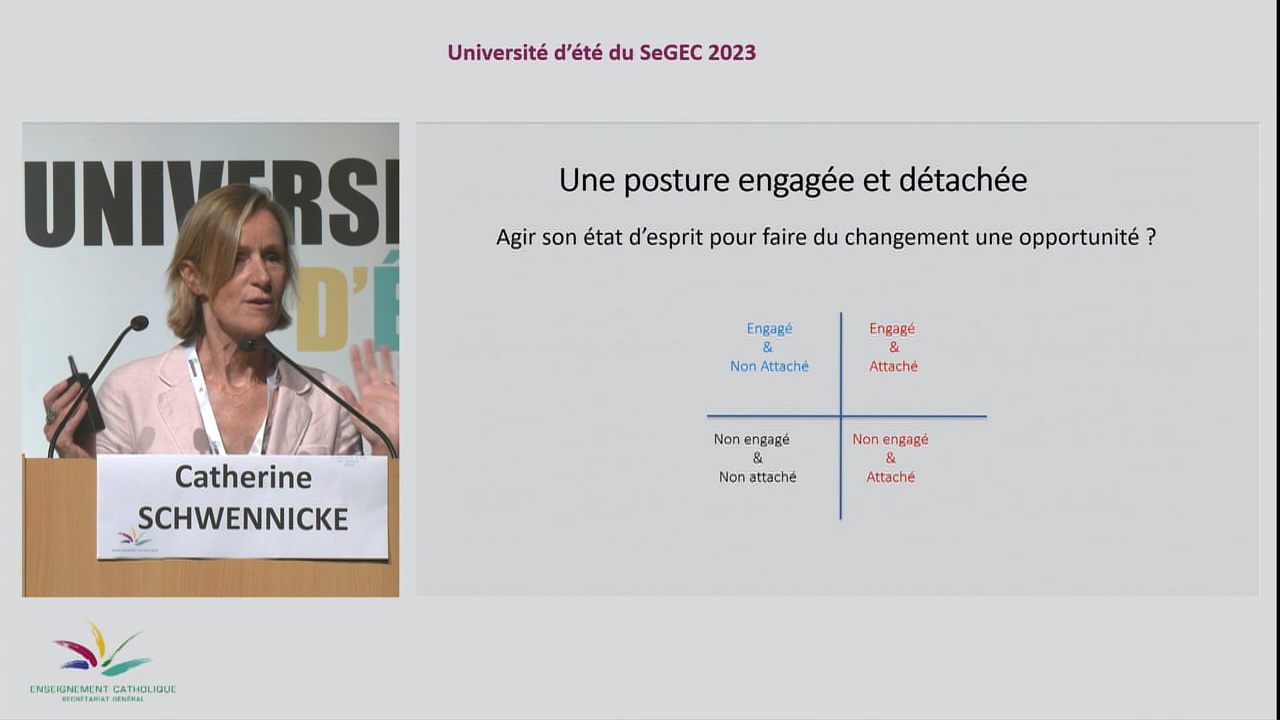 Université d'été du SeGEC 2023
UNIVERSI
D'É
Catherine
SCHWENNICKE
Une posture engagée et détachée
Agir son état d'esprit pour faire du changement une opportunité ?
Engagé
&
Non Attaché
Engagé
&
Attaché
Non engagé
&
Non attaché
Non engagé
&
Attaché
ENSEIGNEMENT CATHOLIQUE
SECRÉTARIAT GÉNÉRAL